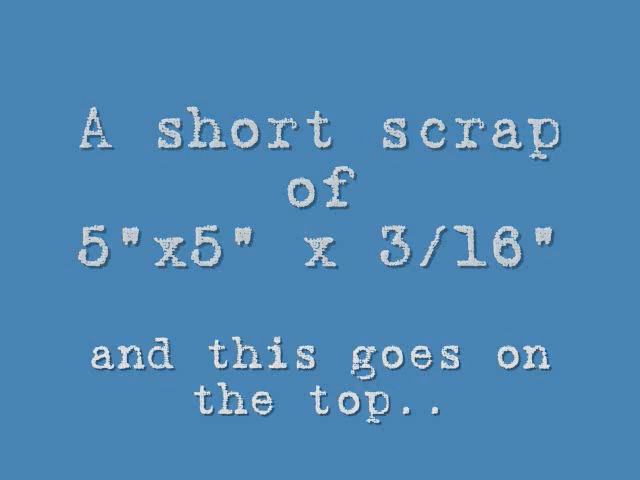 A short scrap
of
5"x5" x 3/16"
and this goes on
the top..